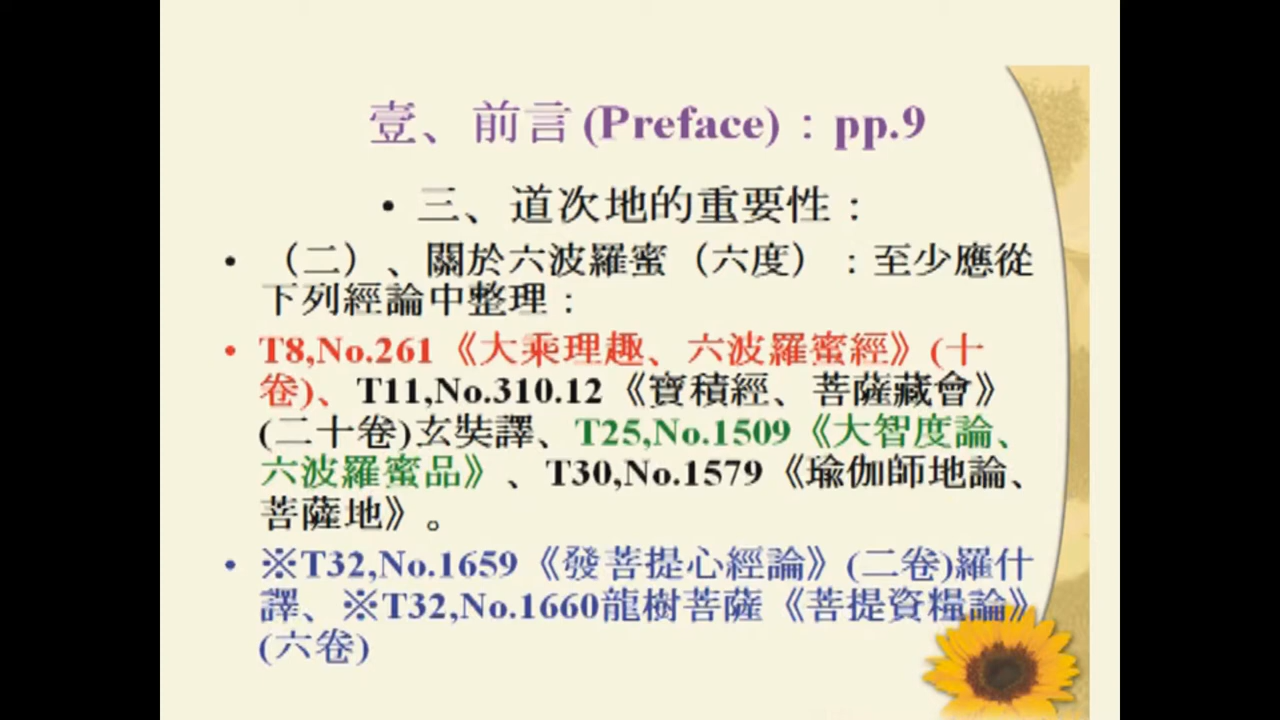 壹、前言(Preface)：pp.9
• 三、道次地的重要性：
• （二）、關於六波羅蜜（六度）：至少應從
下列經論中整理：
• T8,No.261《大乘理趣、六波羅蜜經》(十
卷)、T11,No.310.12《寶積經、菩薩藏會》
(二十卷)玄奘譯、T25,No.1509《大智度論、
六波羅蜜品》、T30,No.1579《瑜伽師地論、
菩薩地》。
• ※T32,No.1659《發菩提心經論》(二卷)羅什
譯、※T32,No.1660龍樹菩薩《菩提資糧論》
(六卷)